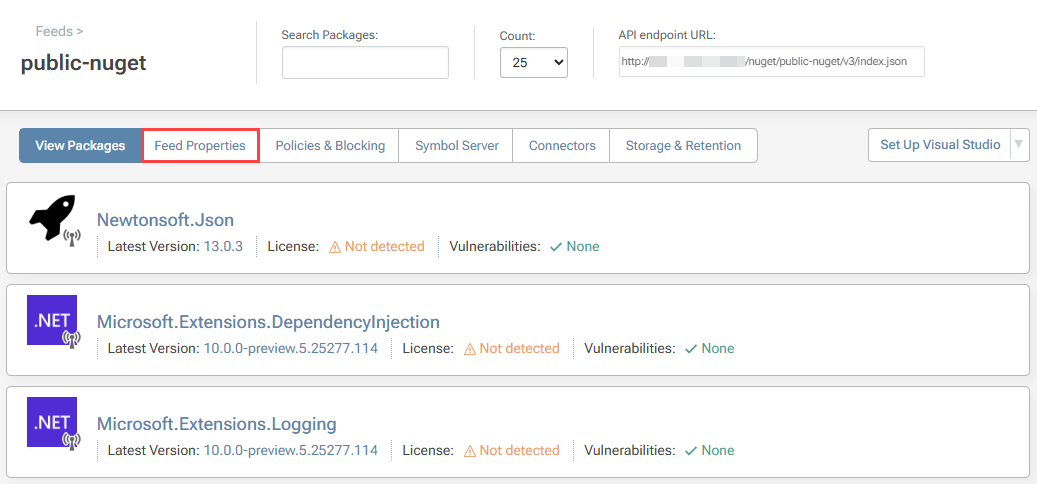 Feeds >
public-nuget
Search Packages:
Count:
25
API endpoint URL:
http:// /nuget/public-nuget/v3/index.json
View Packages
Feed Properties
Policies & Blocking
Symbol Server
Connectors
Storage & Retention
Set Up Visual Studio
Newtonsoft.Json
Latest Version: 13.0.3
License: Not detected
Vulnerabilities: None
.NET
Microsoft.Extensions.DependencyInjection
Latest Version: 10.0.0-preview.5.25277.114
License: Not detected
Vulnerabilities: None
.NET
Microsoft.Extensions.Logging
Latest Version: 10.0.0-preview.5.25277.114
License: Not detected
Vulnerabilities: None